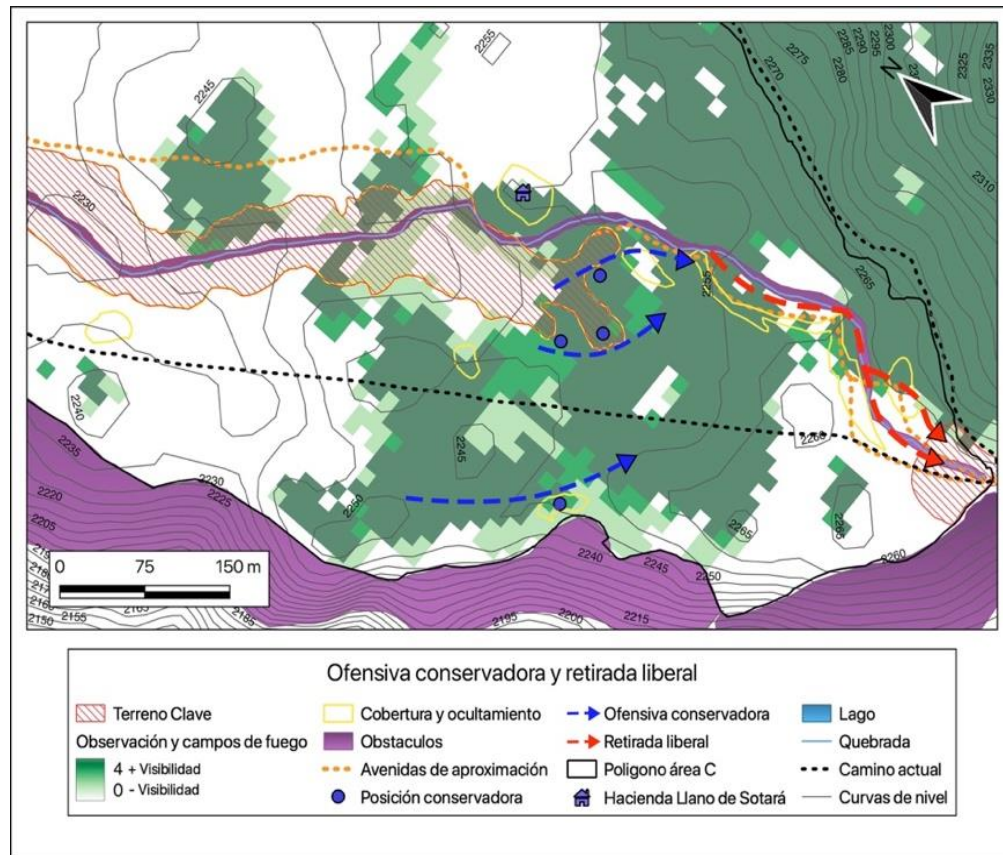 2255
2245
2230
2240
2235
2230
2225
2220
2205
2250
2245
2265
2265
2260
2265
2265
2260
2240
2245
2250
2195
2200
2215
2185
2165
2155
2150
2160
2180
2270
2275
2280
2285
2290
2295
2300
2310
2325
2330
2335
N
0 75 150 m
Ofensiva conservadora y retirada liberal
Terreno Clave
Observación y campos de fuego
4 + Visibilidad
0 - Visibilidad
Cobertura y ocultamiento
Obstaculos
Avenidas de aproximación
Posición conservadora
Ofensiva conservadora
Retirada liberal
Poligono área C
Hacienda Llano de Sotará
Lago
Quebrada
Camino actual
Curvas de nivel